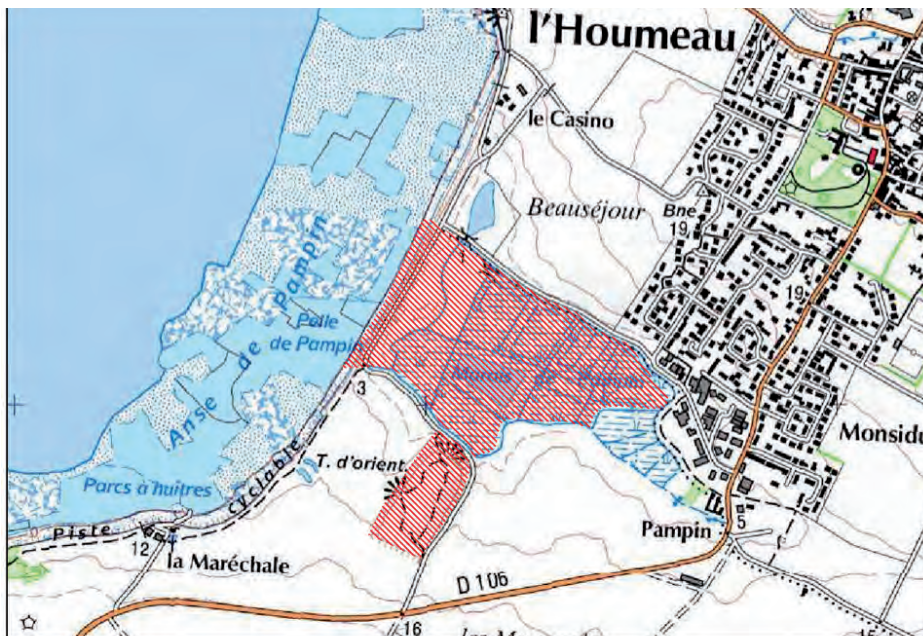 l'Houmeau
le Casino
Beauséjour
Bne
19
19
Anse de Pampin
Pelle
de Pampin
Marais de Pampin
3
Monsidu
T. d'orient.
Parcs à huîtres
Piste cyclable
12
la Maréchale
Pampin
5
D 106
16